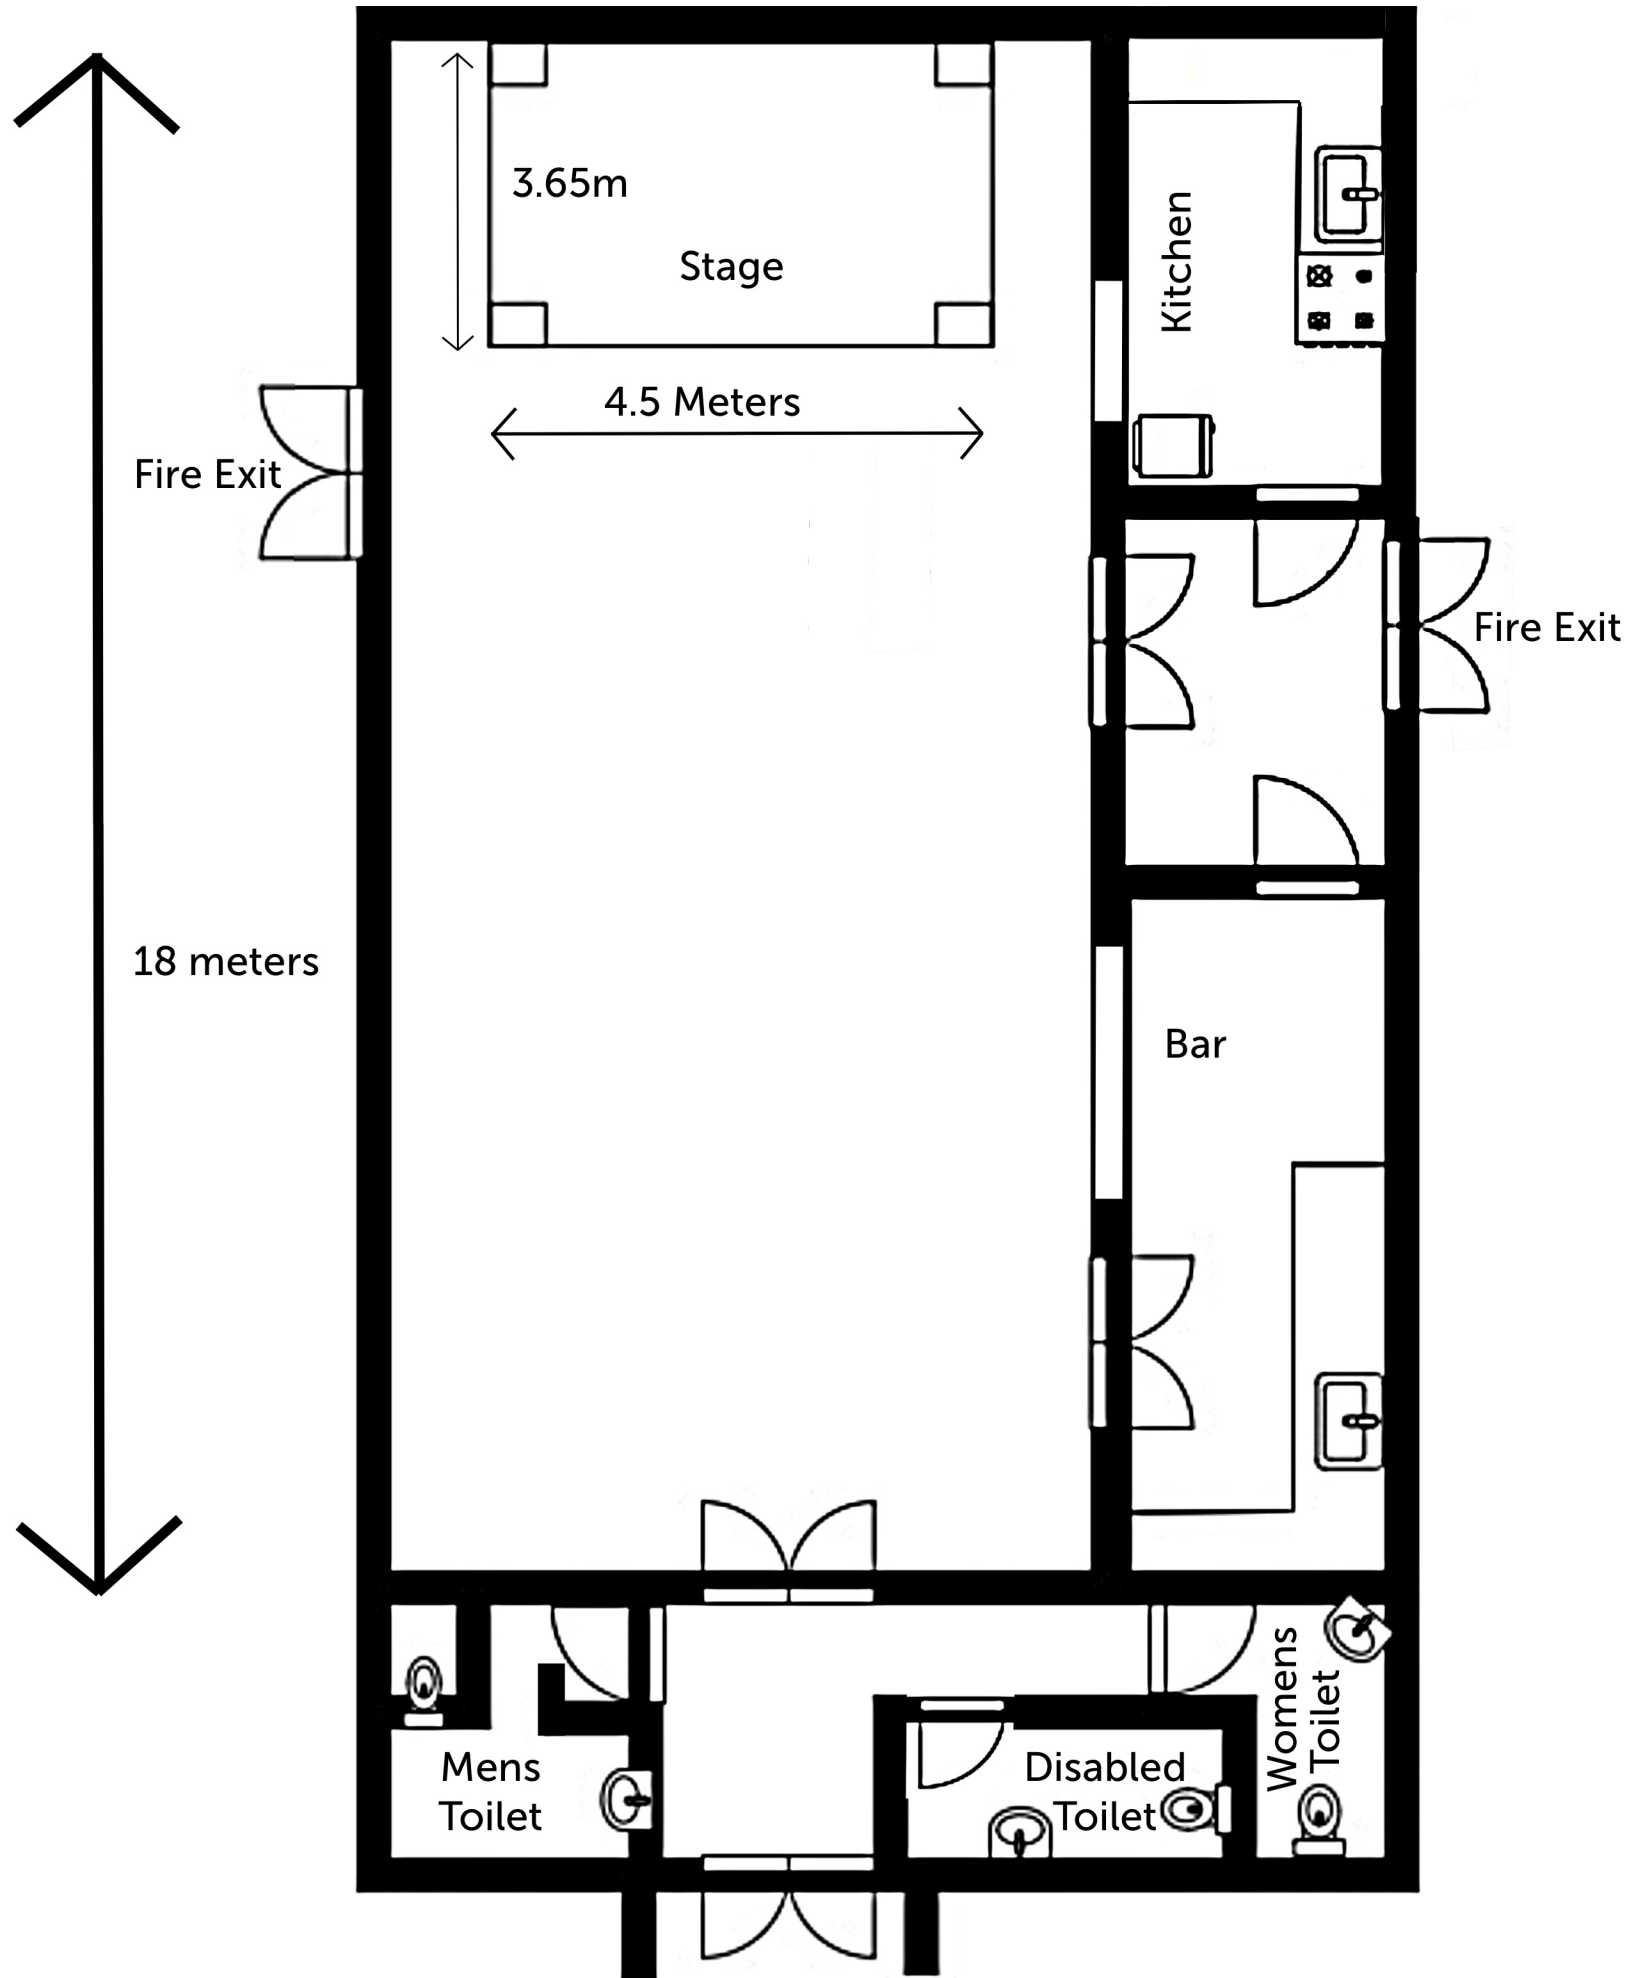 3.65m
Stage
Kitchen
4.5 Meters
Fire Exit
Fire Exit
18 meters
Bar
Mens
Toilet
Disabled
Toilet
Womens
Toilet